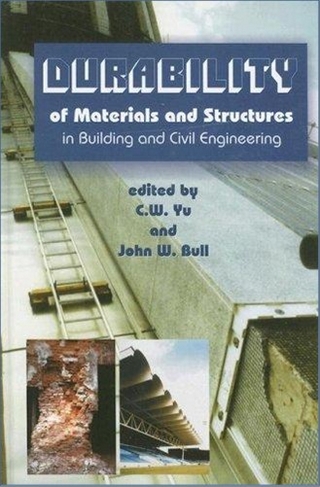 DURABILITY
of Materials and Structures
in Building and Civil Engineering
edited by
C.W. Yu
and
John W. Bull